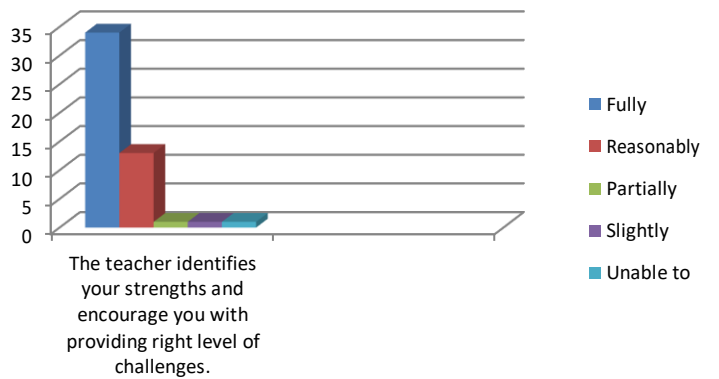 35
30
25
20
15
10
5
0
The teacher identifies
your strengths and
encourage you with
providing right level of
challenges.
Fully
Reasonably
Partially
Slightly
Unable to